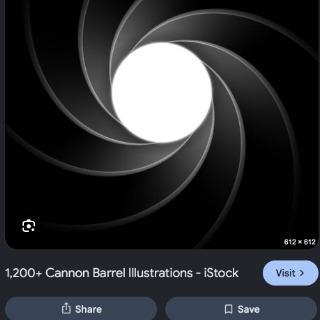 612 × 612
1,200+ Cannon Barrel Illustrations - iStock
Visit
Share
Save